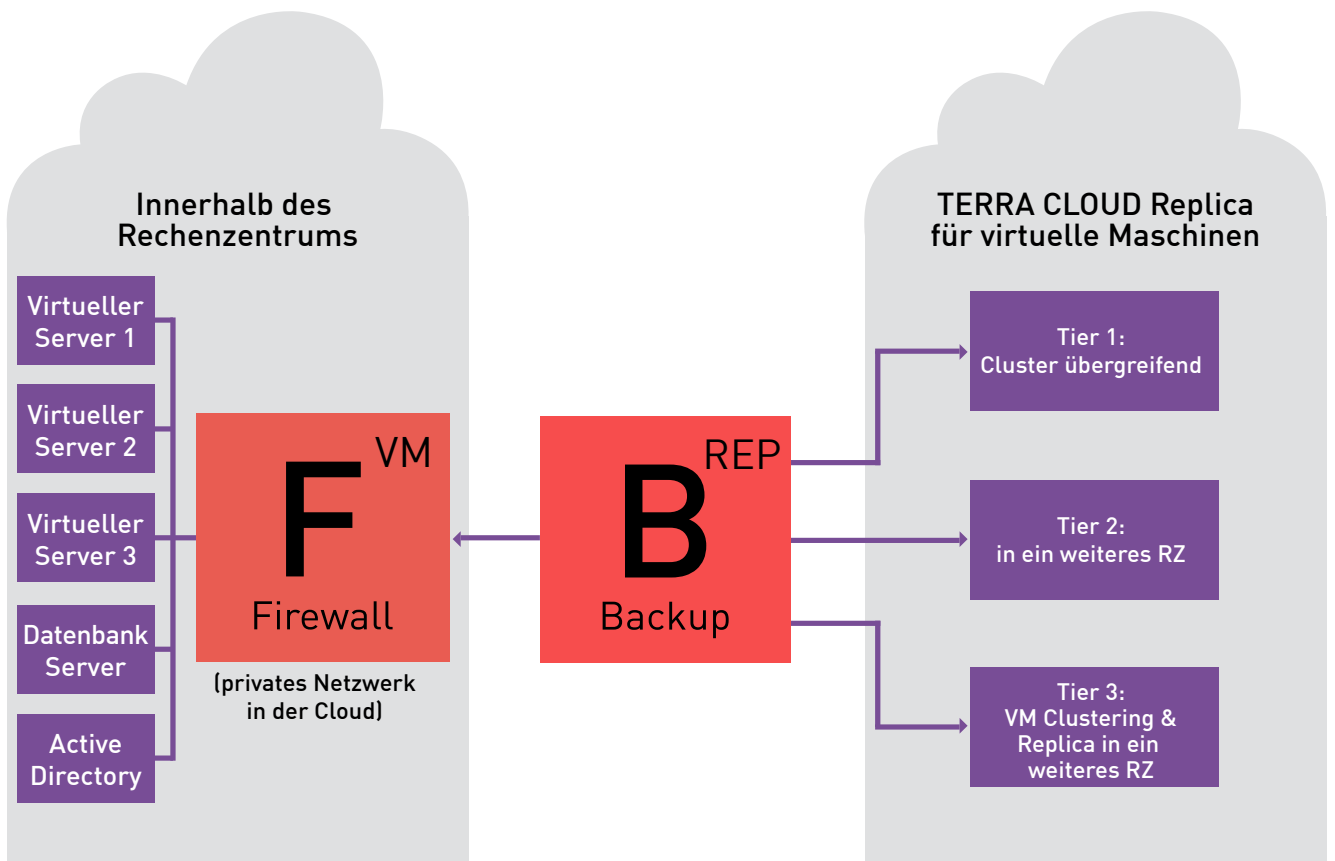 Innerhalb des
Rechenzentrums
Virtueller
Server 1
Virtueller
Server 2
Virtueller
Server 3
Datenbank
Server
Active
Directory
VM
F
Firewall
(privates Netzwerk
in der Cloud)
REP
B
Backup
TERRA CLOUD Replica
für virtuelle Maschinen
Tier 1:
Cluster übergreifend
Tier 2:
in ein weiteres RZ
Tier 3:
VM Clustering &
Replica in ein
weiteres RZ